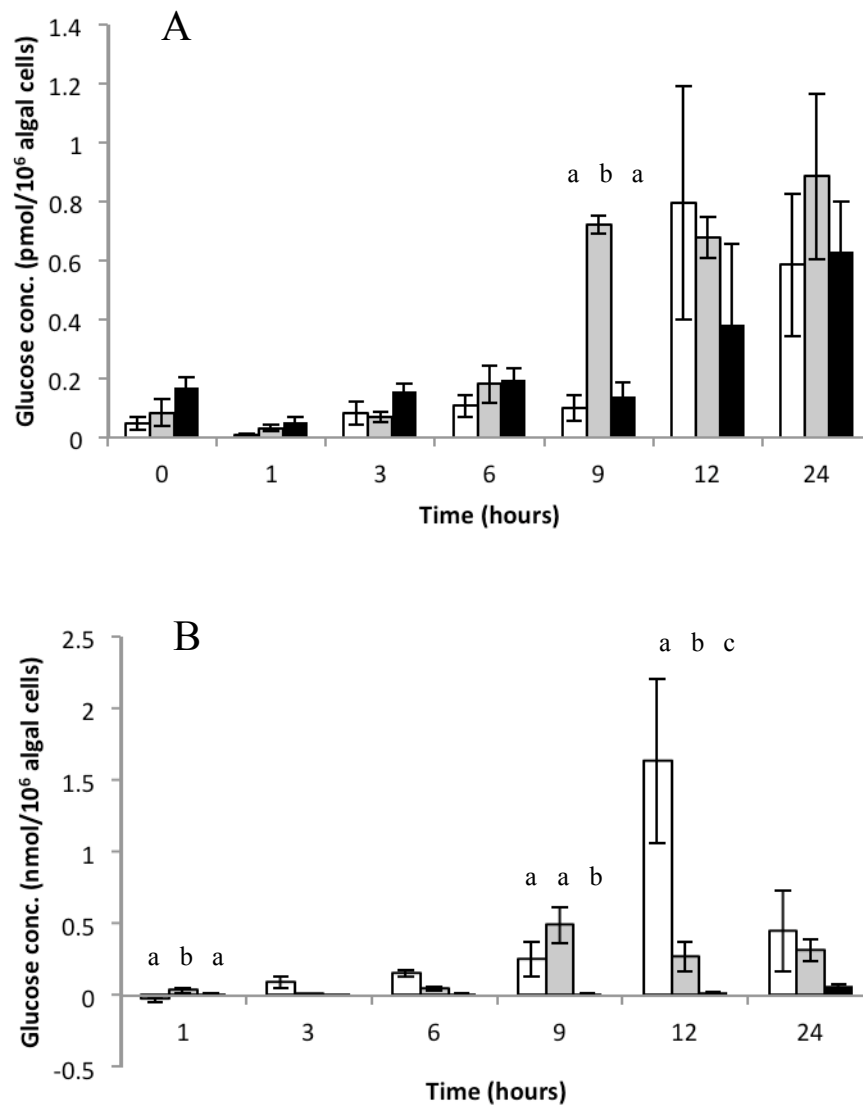 A
Glucose conc. (pmol/10⁶ algal cells)
1.4
1.2
1
0.8
0.6
0.4
0.2
0
a b a
0 1 3 6 9 12 24
Time (hours)
B
Glucose conc. (nmol/10⁶ algal cells)
2.5
2
1.5
1
0.5
0
-0.5
a b c
a a b
a b a
1 3 6 9 12 24
Time (hours)